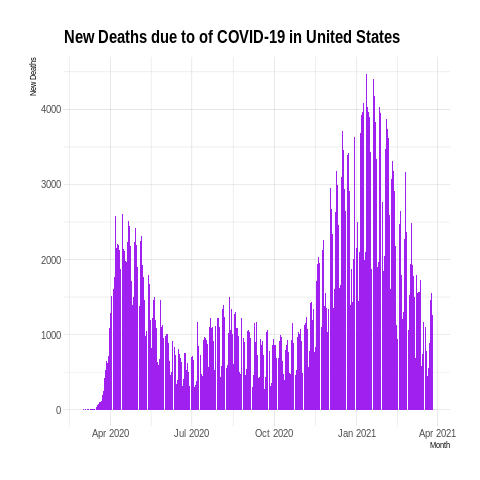 New Deaths due to of COVID-19 in United States
New Deaths
4000
3000
2000
1000
0
Apr 2020
Jul 2020
Oct 2020
Jan 2021
Apr 2021
Month